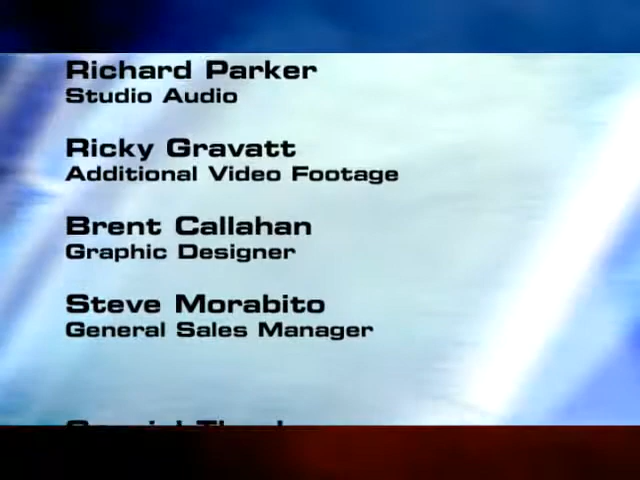 Richard Parker
Studio Audio
Ricky Gravatt
Additional Video Footage
Brent Callahan
Graphic Designer
Steve Morabito
General Sales Manager